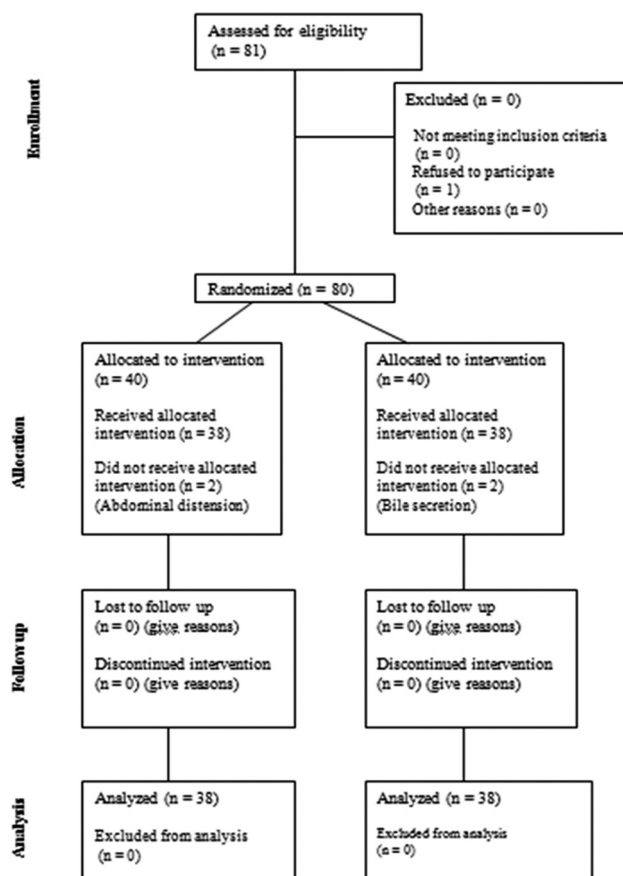 Assessed for eligibility
(n = 81)
Enrollment
Excluded (n = 0)
Not meeting inclusion criteria
(n = 0)
Refused to participate
(n = 1)
Other reasons (n = 0)
Randomized (n = 80)
Allocation
Allocated to intervention
(n = 40)
Received allocated
intervention (n = 38)
Did not receive allocated
intervention (n = 2)
(Abdominal distension)
Allocated to intervention
(n = 40)
Received allocated
intervention (n = 38)
Did not receive allocated
intervention (n = 2)
(Bile secretion)
Follow up
Lost to follow up
(n = 0) (give reasons)
Discontinued intervention
(n = 0) (give reasons)
Lost to follow up
(n = 0) (give reasons)
Discontinued intervention
(n = 0) (give reasons)
Analysis
Analyzed (n = 38)
Excluded from analysis
(n = 0)
Analyzed (n = 38)
Excluded from analysis
(n = 0)